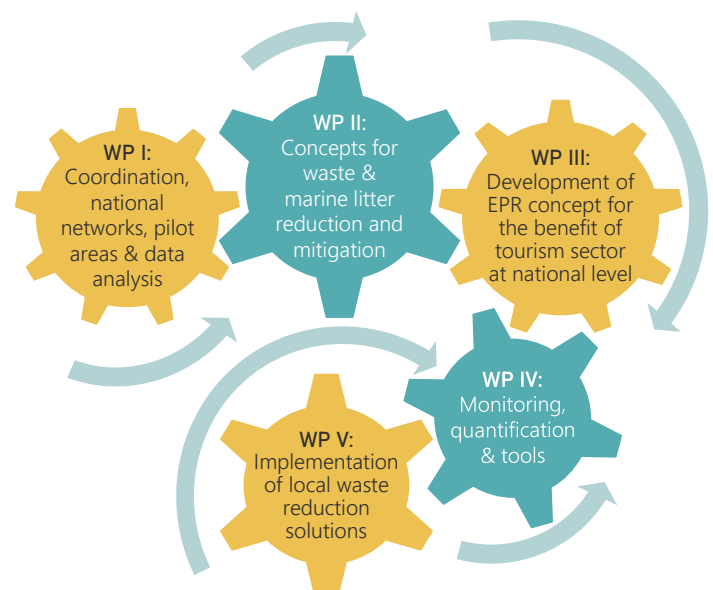 WP I:
Coordination,
national
networks, pilot
areas & data
analysis
WP II:
Concepts for
waste &
marine litter
reduction and
mitigation
WP III:
Development of
EPR concept for
the benefit of
tourism sector
at national level
WP IV:
Monitoring,
quantification
& tools
WP V:
Implementation
of local waste
reduction
solutions